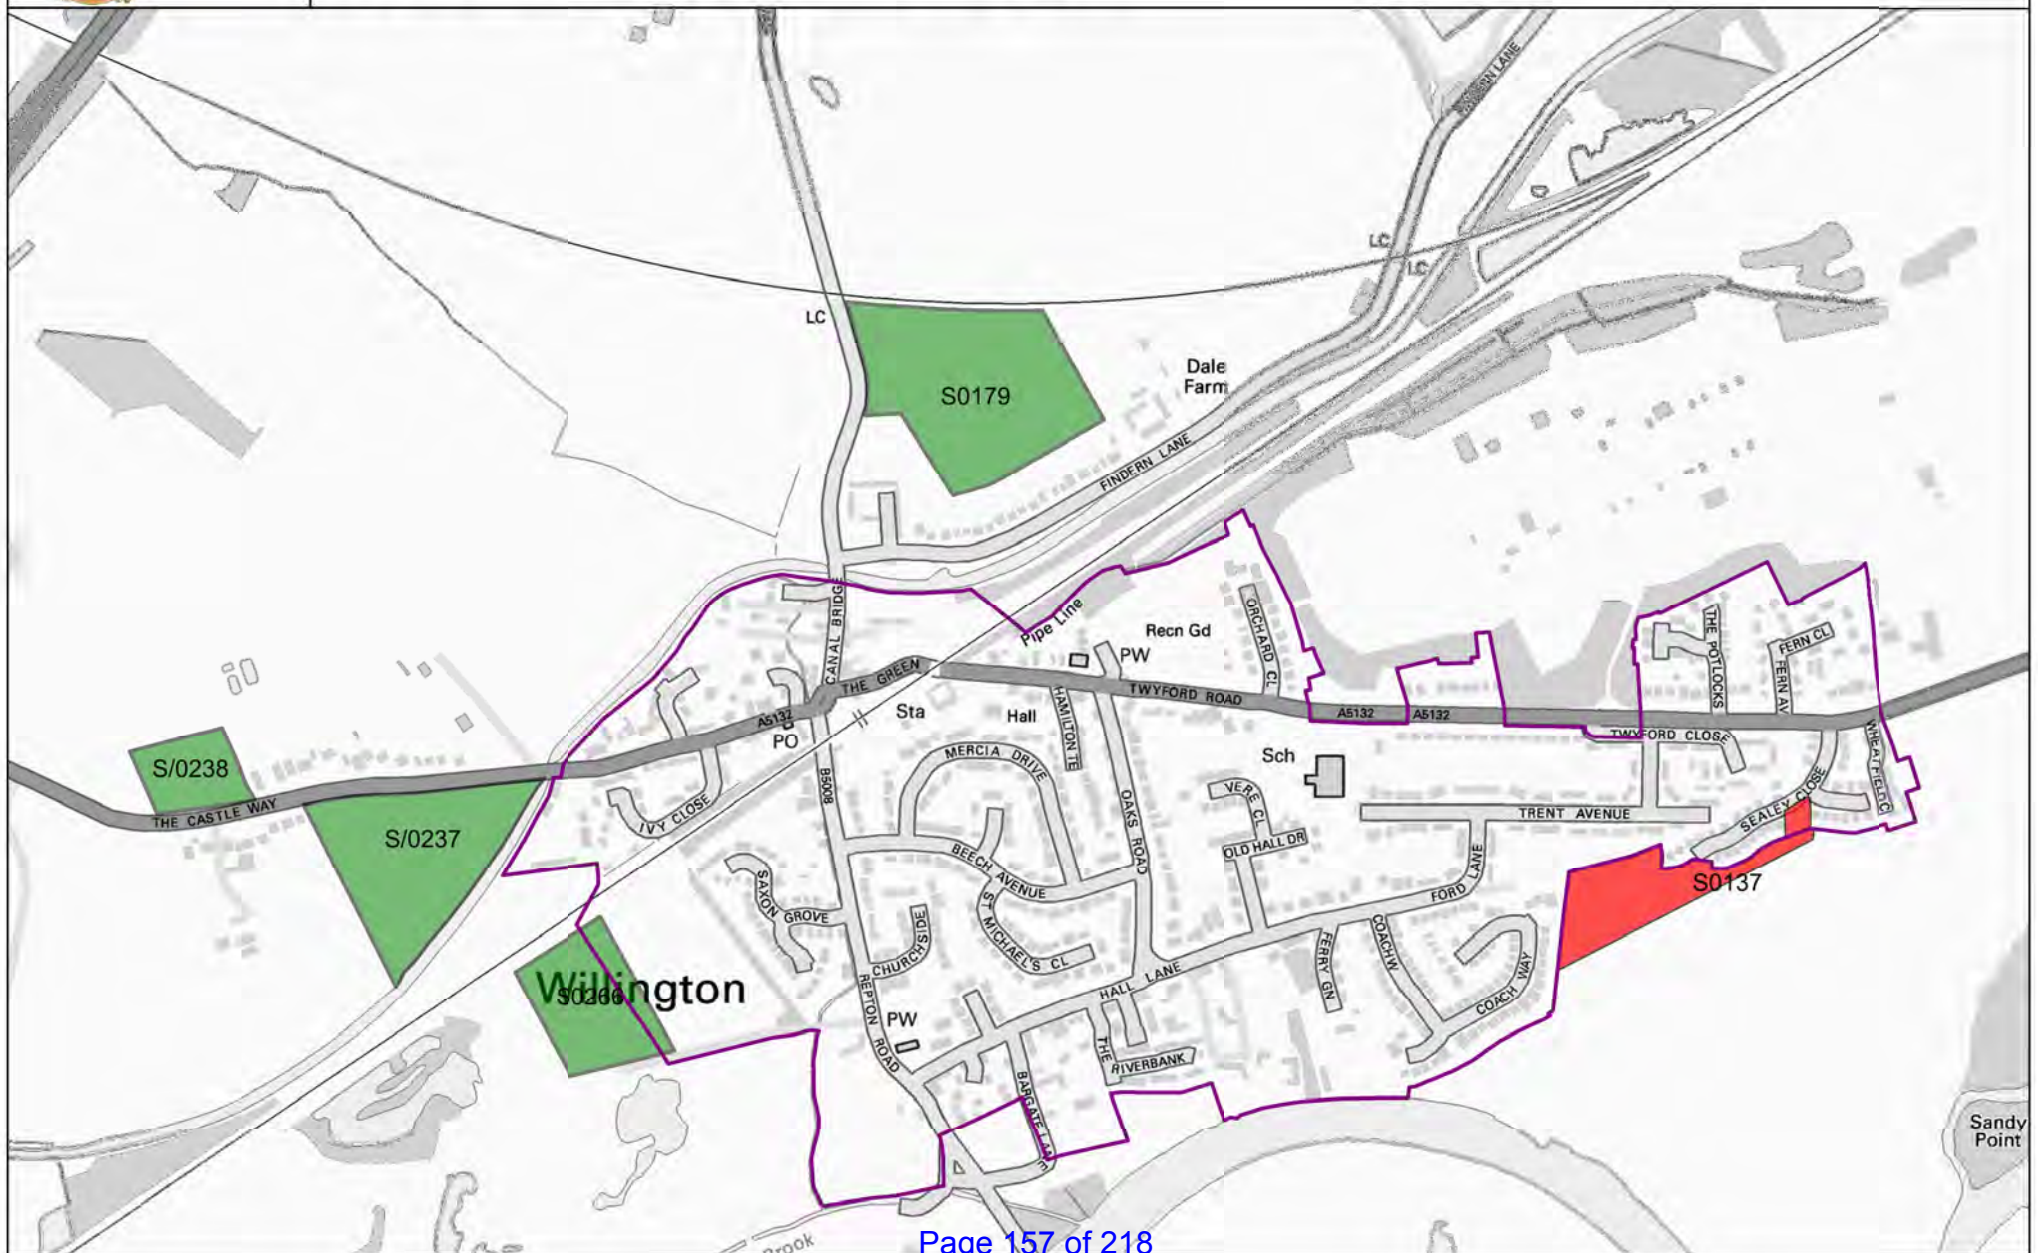 LC
LC
LC
S0179
Dale
Farm
FINDERN LANE
CANAL BRIDGE
Pipe Line
Recn Gd
PW
ORCHARD CL
THE POTLOCKS
FERN CL
FERN AV
THE GREEN
TWYFORD ROAD
A5132
A5132
A5132
TWYFORD CLOSE
WHEATFIELD C
Sta
Hall
HAMILTON TE
PO
S/0238
THE CASTLE WAY
S/0237
IVY CLOSE
B5008
MERCIA DRIVE
OAKS ROAD
Sch
VERE CL
OLD HALL DR
TRENT AVENUE
SEALEY CLOSE
S0137
BEECH AVENUE
SAXON GROVE
ST MICHAEL'S CL
CHURCHSIDE
FORD LANE
COACHW
COACH WAY
FERRY GN
HALL LANE
Willington
S0266
REPTON ROAD
PW
THE
RIVERBANK
BARGATE LANE
Sandy
Point
Brook
Page 157 of 218